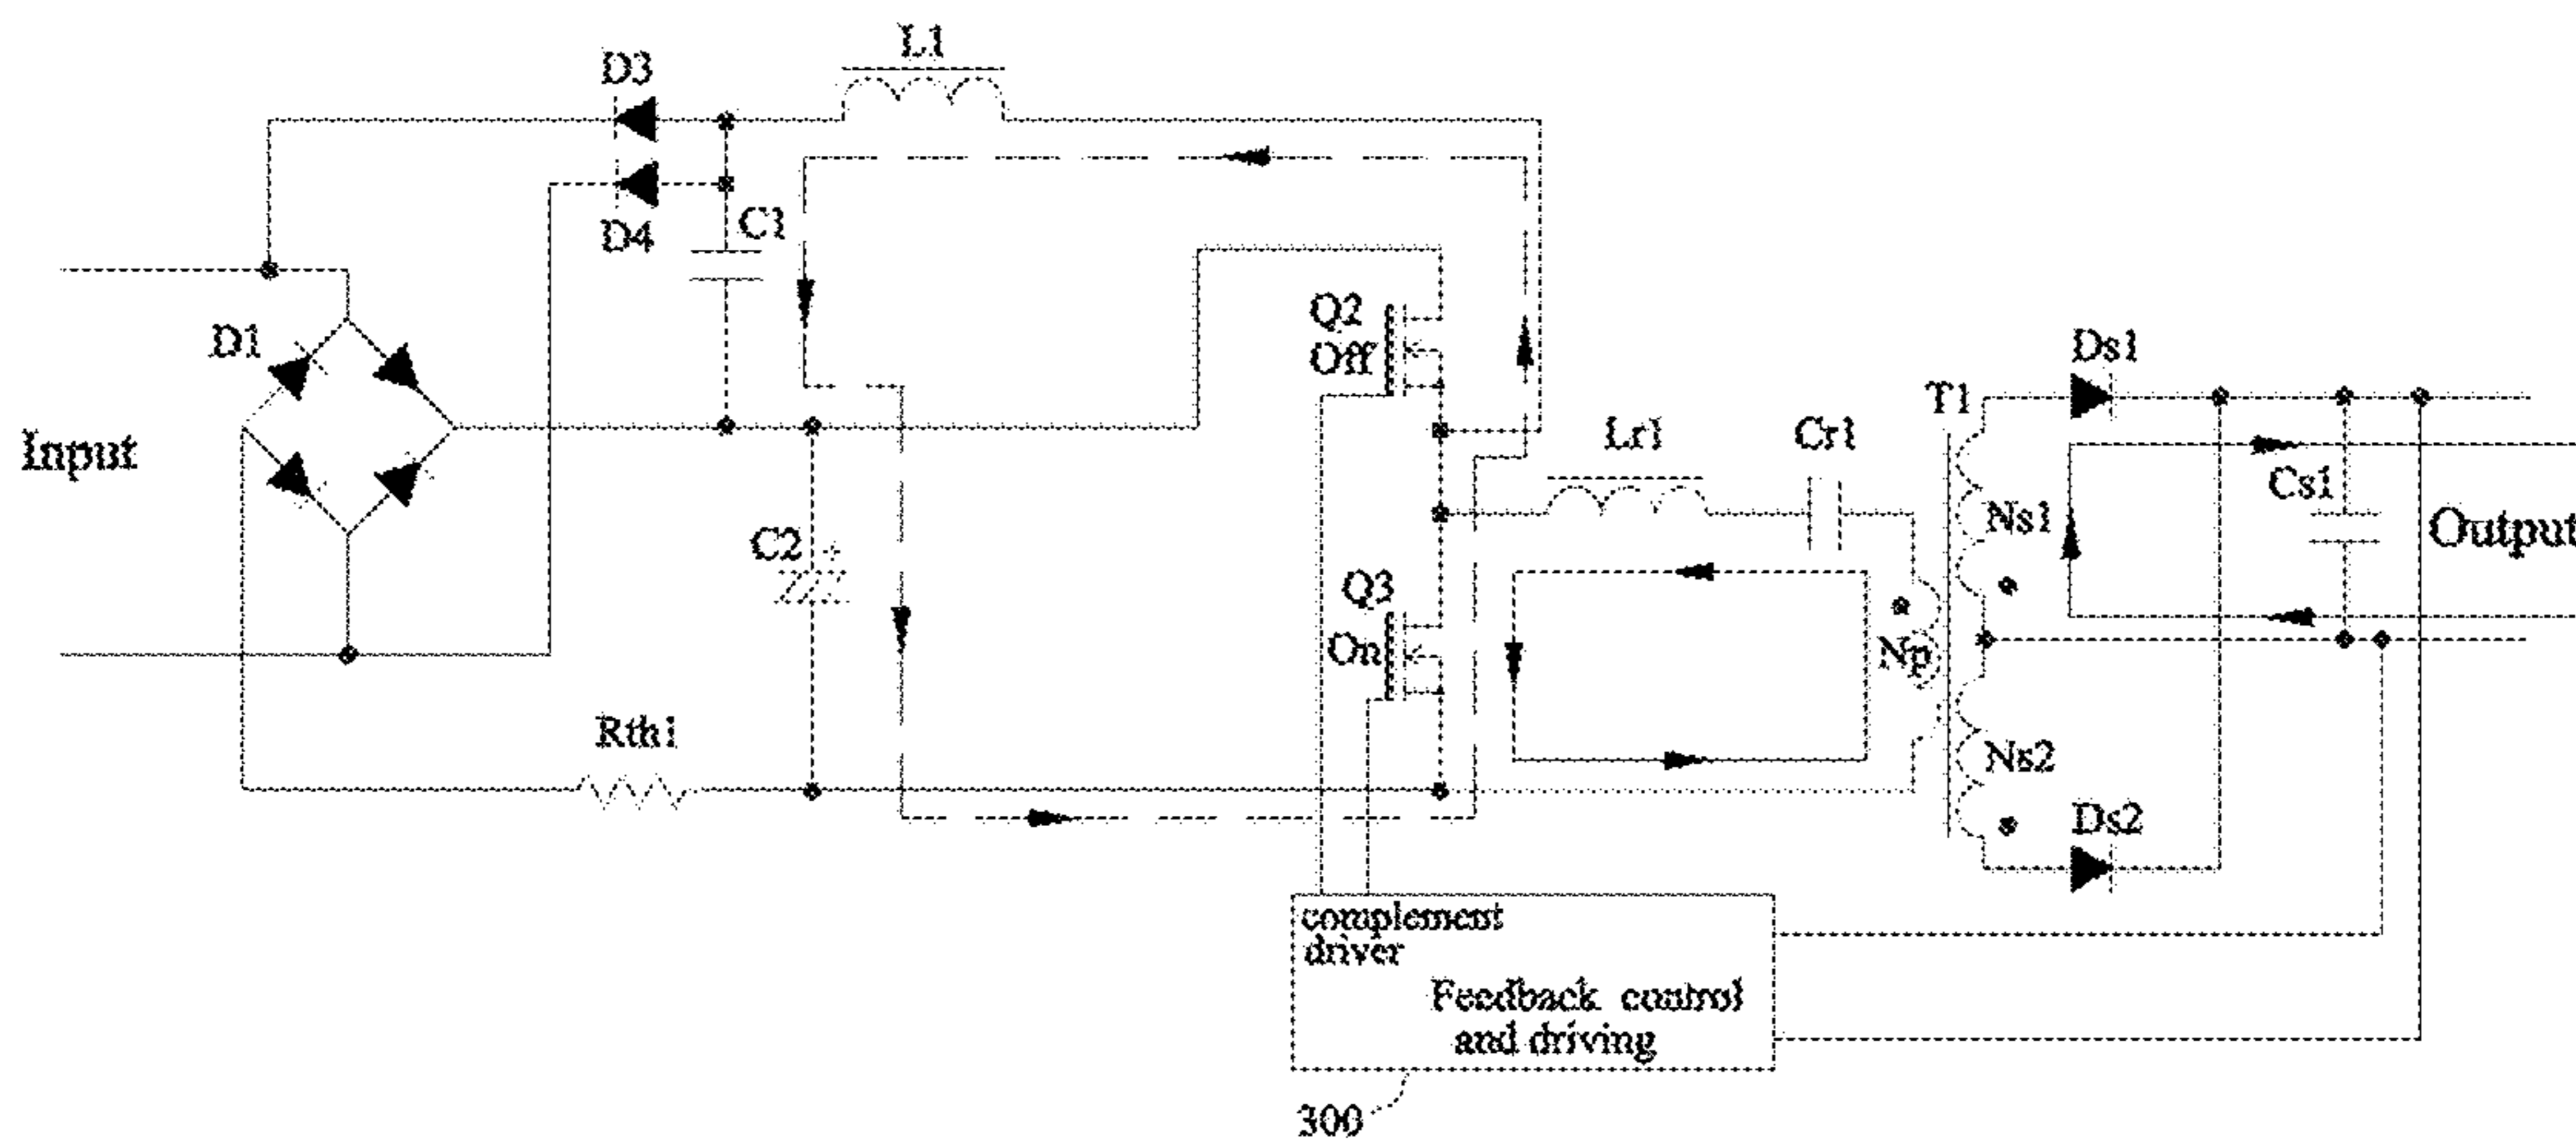 L1
D3
D4
C1
D1
Input
Q2
Off
Ds1
T1
Lr1
Cr1
Cs1
Ns1
Output
C2
+
Q3
On
Np
Rth1
Ns2
Ds2
complement
driver
Feedback control
and driving
300